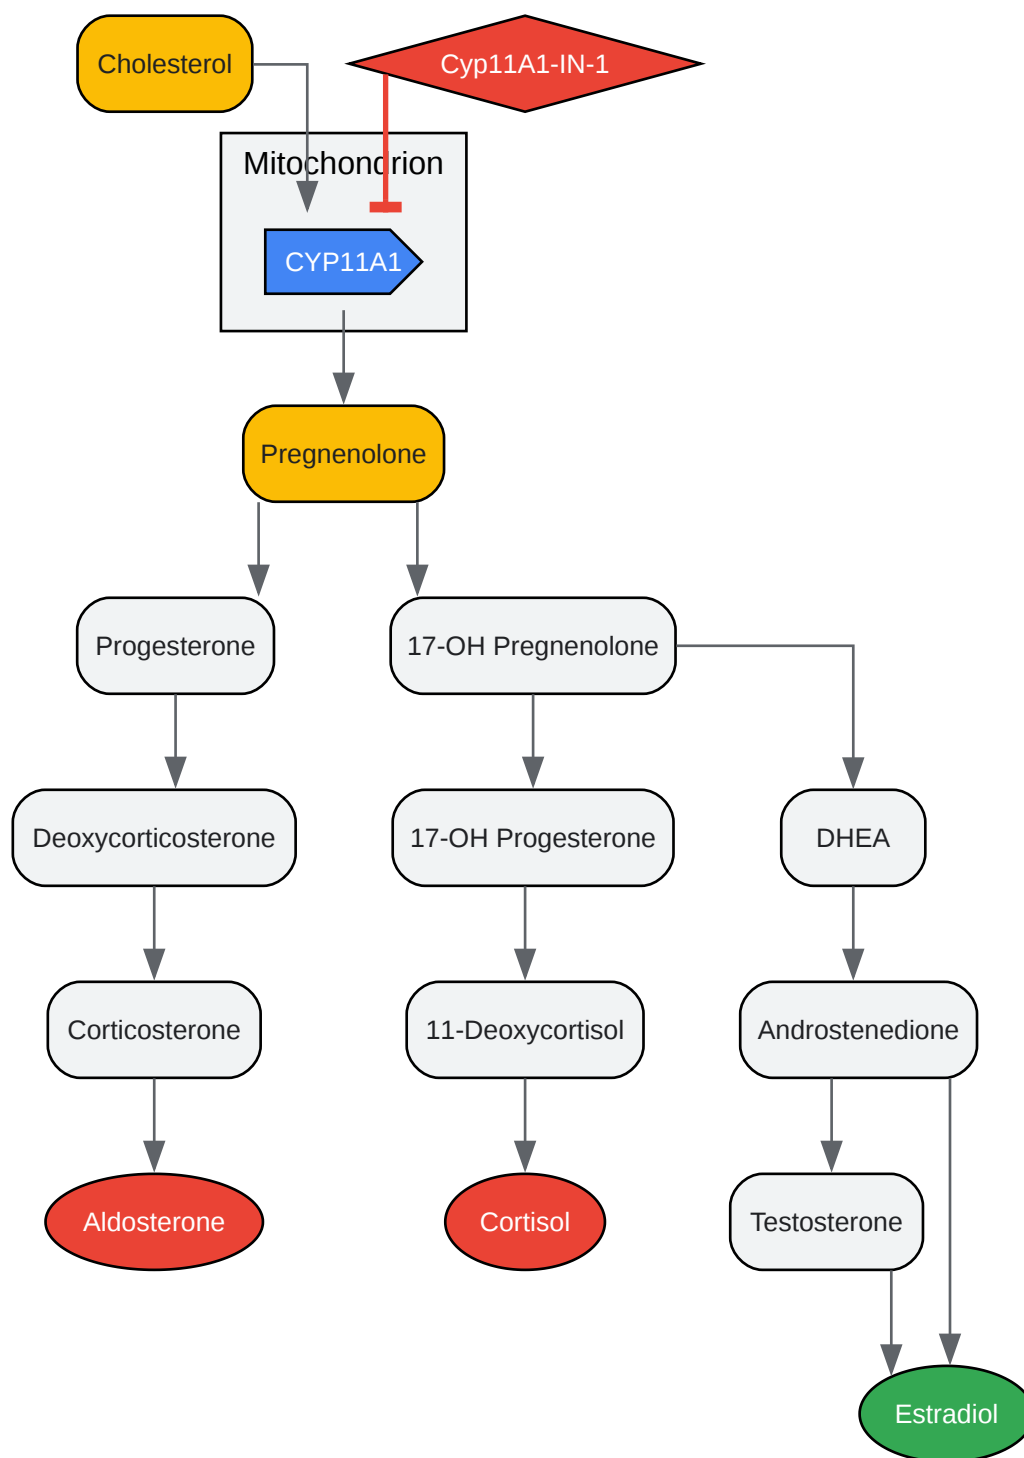 Cholesterol
Cyp11A1-IN-1
Mitochondrion
CYP11A1
Pregnenolone
Progesterone
17-OH Pregnenolone
Deoxycorticosterone
17-OH Progesterone
DHEA
Corticosterone
11-Deoxycortisol
Androstenedione
Aldosterone
Cortisol
Testosterone
Estradiol